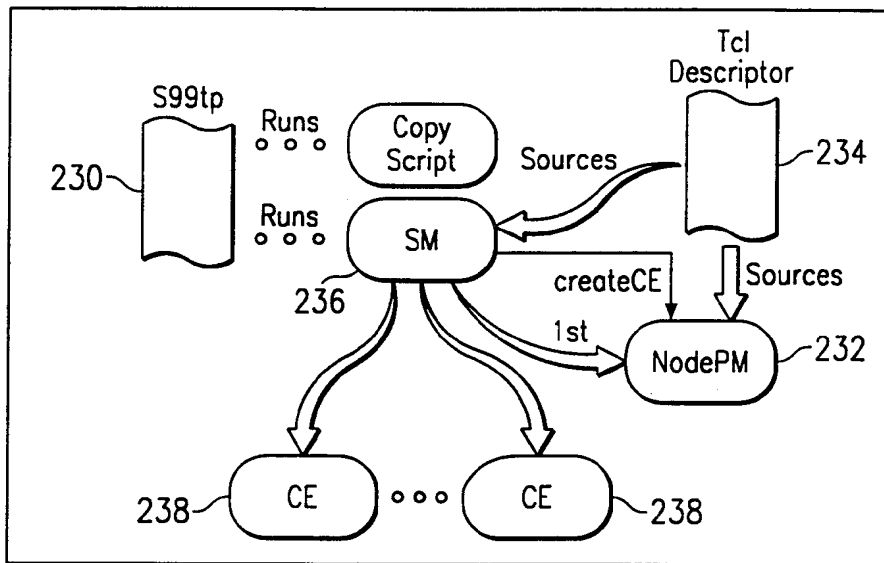 Tcl
Descriptor
S99tp
Runs
Copy
Script
Sources
230
234
Runs
SM
236
createCE
Sources
1st
NodePM
232
CE
CE
238
238